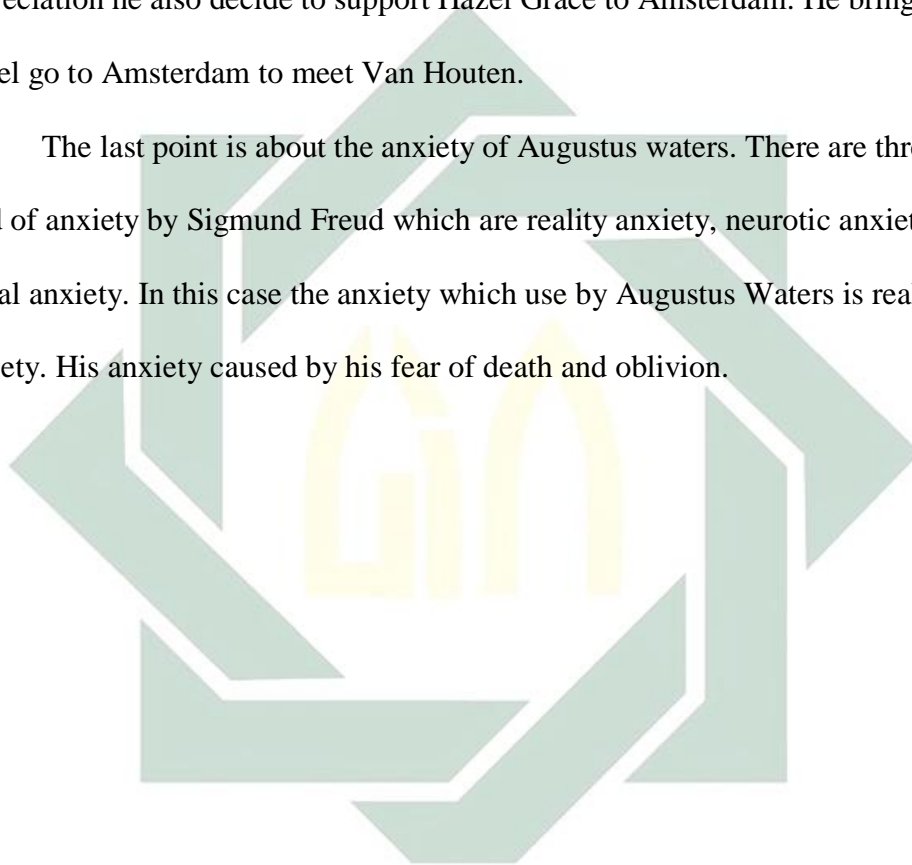 reciation he also decide to support Hazel Grace to Amsterdam. He bring
el go to Amsterdam to meet Van Houten.
The last point is about the anxiety of Augustus waters. There are thre
of anxiety by Sigmund Freud which are reality anxiety, neurotic anxiet
al anxiety. In this case the anxiety which use by Augustus Waters is real
ety. His anxiety caused by his fear of death and oblivion.